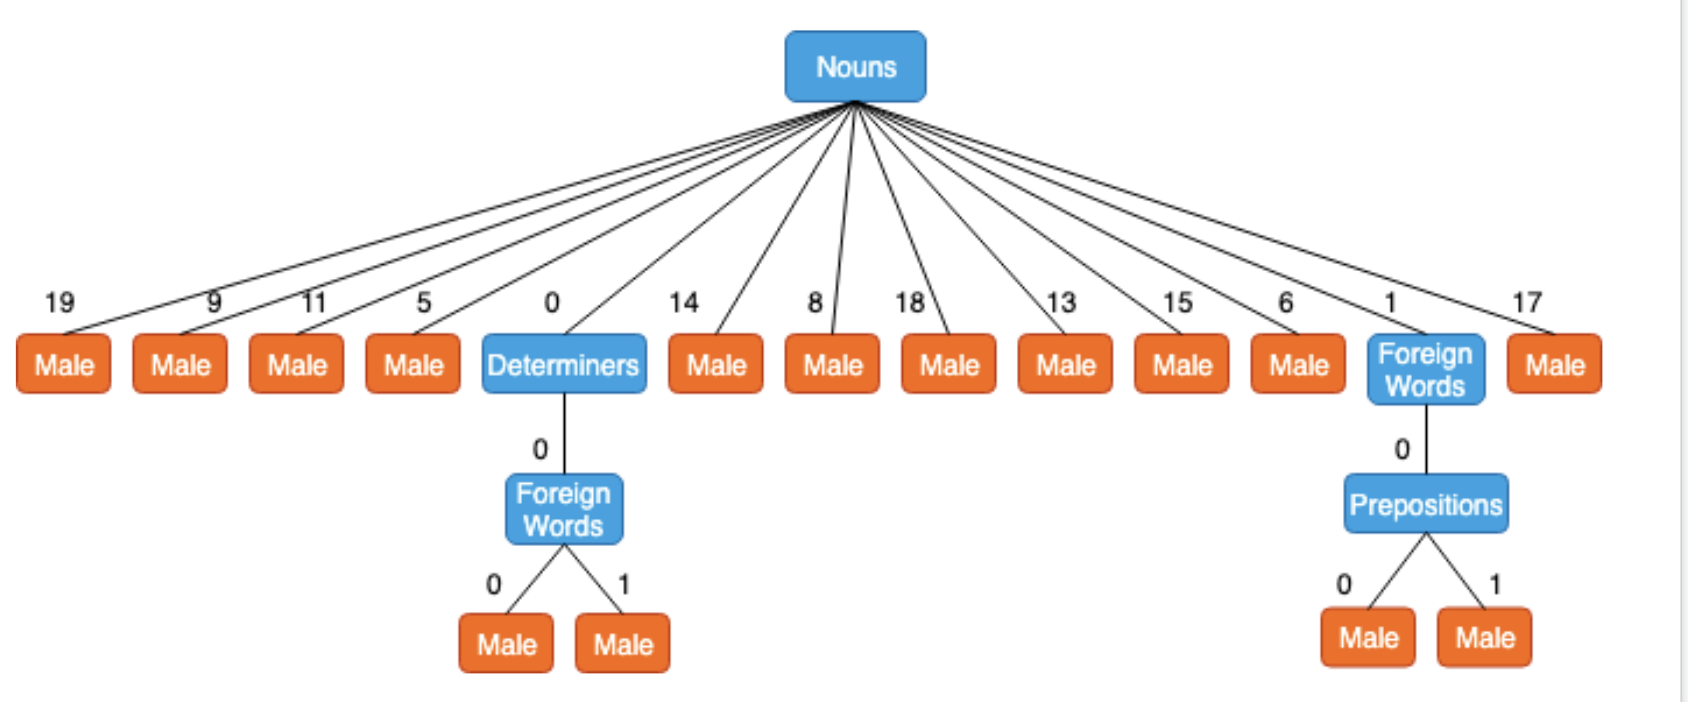 Nouns
19 9 11 5 0 14 8 18 13 15 6 1 17
Male Male Male Male Determiners Male Male Male Male Male Male Foreign Words Male
0 0
Foreign Words Prepositions
0 1 0 1
Male Male Male Male